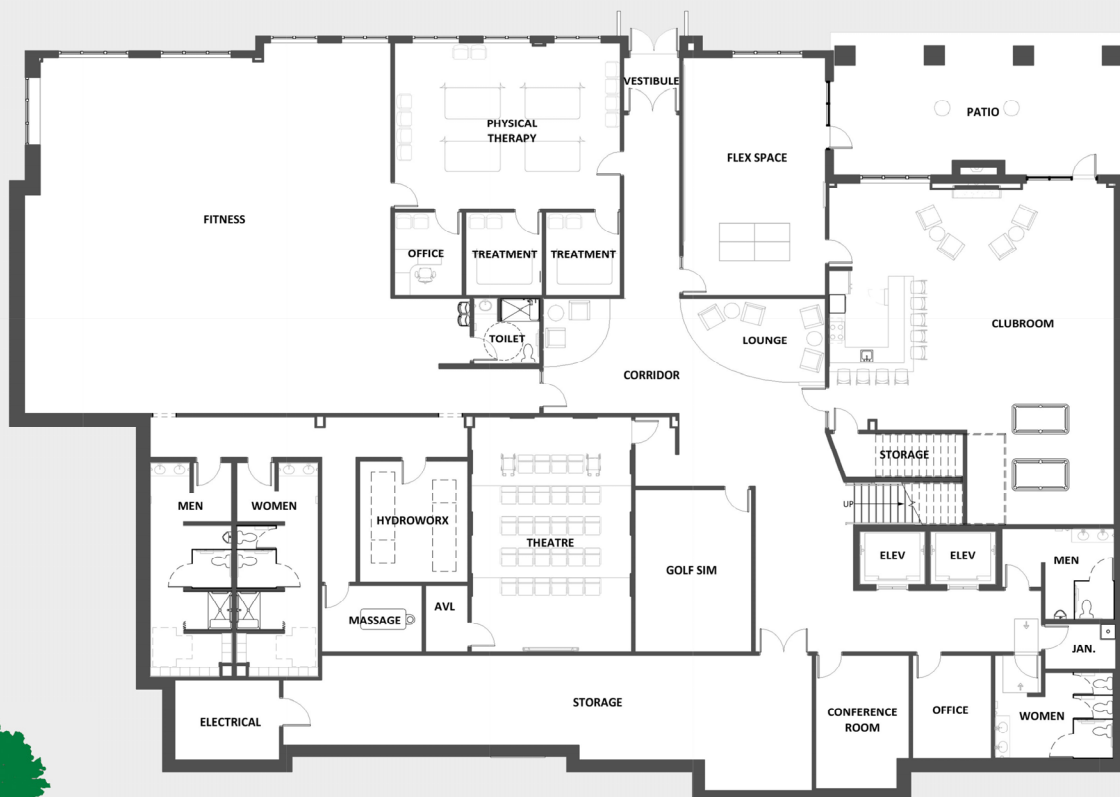 VESTIBULE
PATIO
PHYSICAL
THERAPY
FLEX SPACE
FITNESS
OFFICE
TREATMENT
TREATMENT
CLUBROOM
TOILET
LOUNGE
CORRIDOR
STORAGE
MEN
WOMEN
UP
HYDROWORX
THEATRE
ELEV
ELEV
MEN
GOLF SIM
AVL
MASSAGE
JAN.
STORAGE
ELECTRICAL
CONFERENCE
ROOM
OFFICE
WOMEN